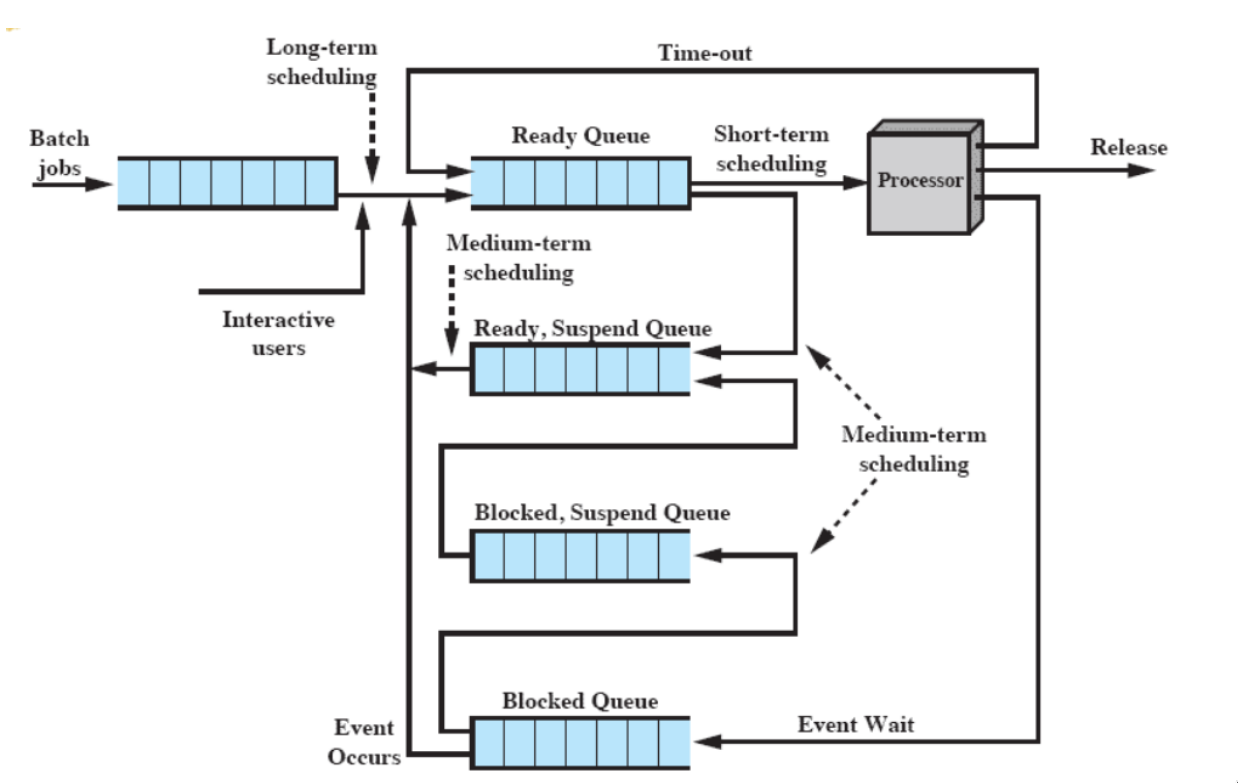 Long-term
scheduling
Time-out
Batch
jobs
Ready Queue
Short-term
scheduling
Processor
Release
Medium-term
scheduling
Interactive
users
Ready, Suspend Queue
Medium-term
scheduling
Blocked, Suspend Queue
Blocked Queue
Event
Occurs
Event Wait